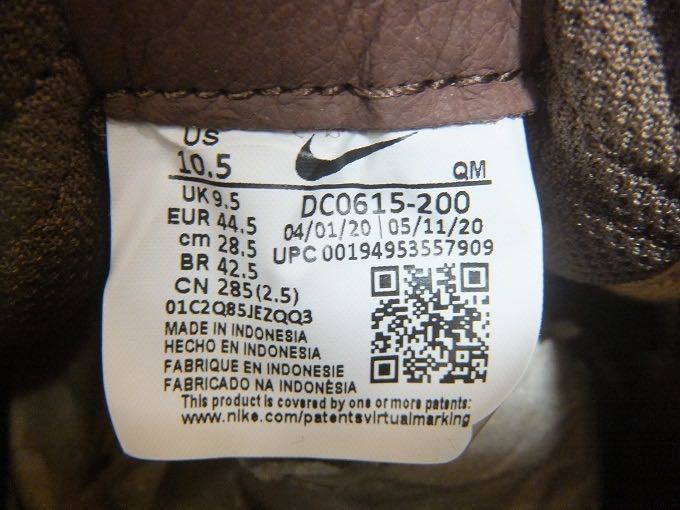 US
10.5
QM
UK 9.5
DC0615-200
EUR 44.5
04/01/20 05/11/20
cm 28.5
UPC 00194953557909
BR 42.5
CN 285(2.5)
01C2Q85JEZQQ3
MADE IN INDONESIA
HECHO EN INDONESIA
FABRIQUE EN INDONESIE
FABRICADO NA INDONÉSIA
This product is covered by one or more patents:
www.nike.com/patentsvirtualmarking